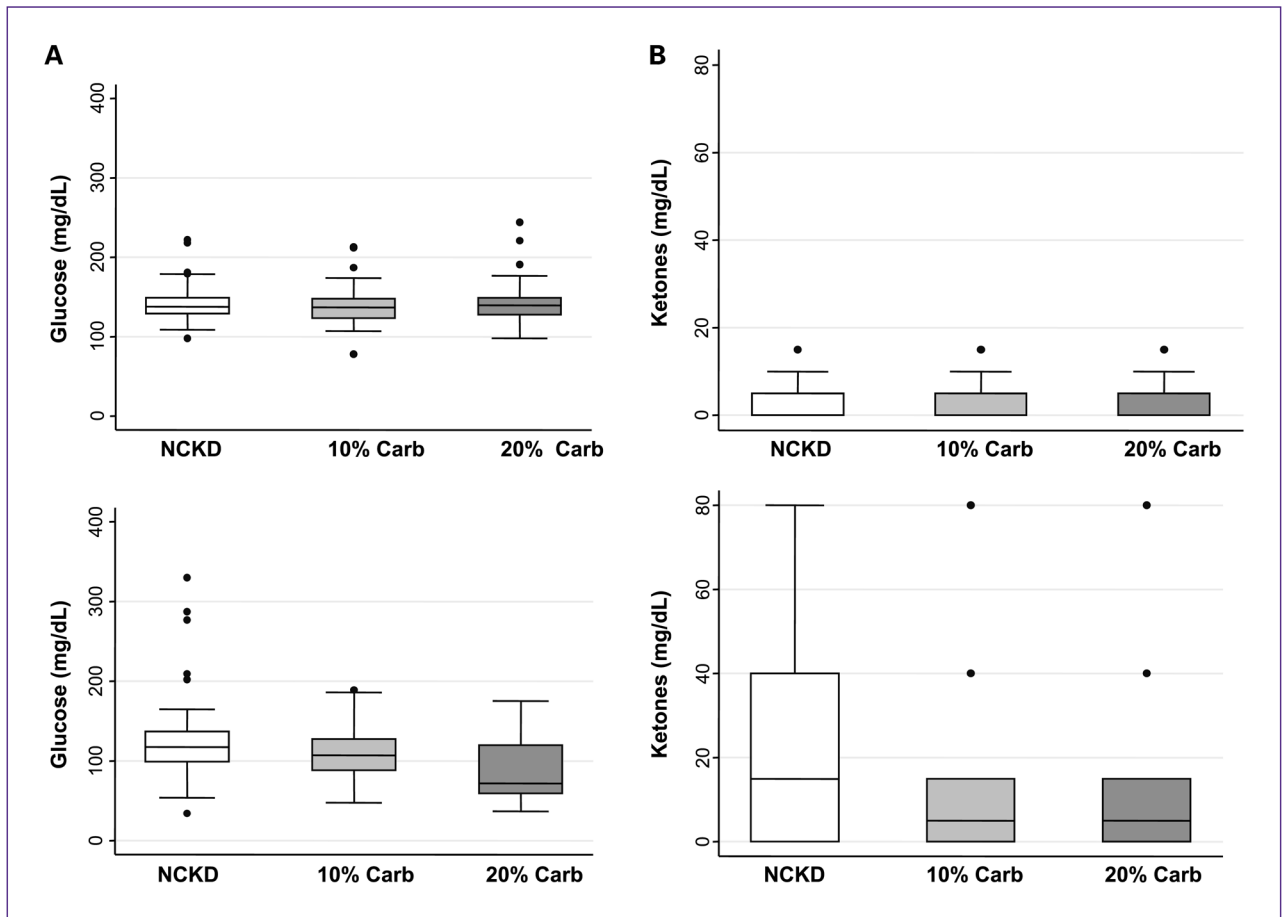 A
400
300
200
100
0
Glucose (mg/dL)
NCKD 10% Carb 20% Carb
B
80
60
40
20
0
Ketones (mg/dL)
NCKD 10% Carb 20% Carb
400
300
200
100
0
Glucose (mg/dL)
NCKD 10% Carb 20% Carb
80
60
40
20
0
Ketones (mg/dL)
NCKD 10% Carb 20% Carb